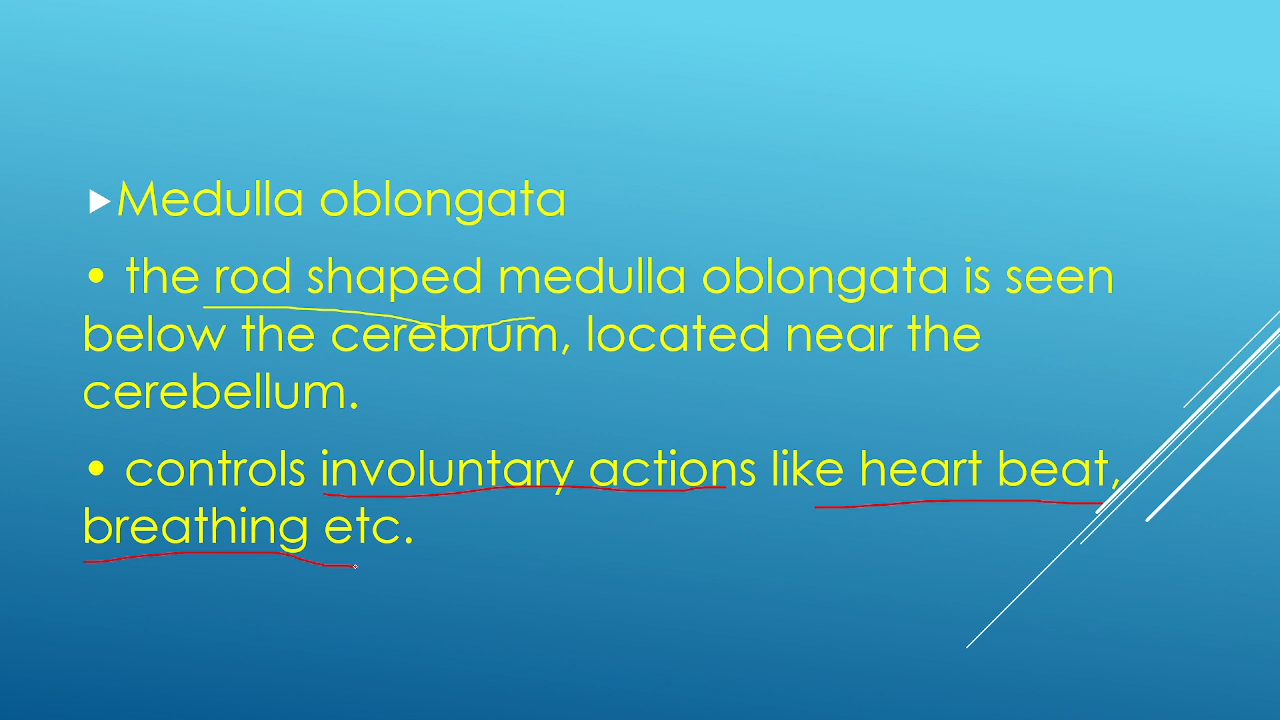 Medulla oblongata
• the rod shaped medulla oblongata is seen
below the cerebrum, located near the
cerebellum.
• controls involuntary actions like heart beat,
breathing etc.